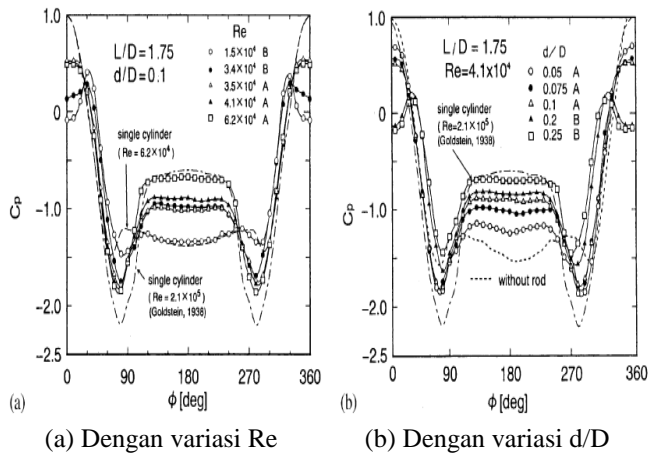 1.0
0
−1.0
−2.0
−2.5
Cp
L/D=1.75
d/D=0.1
Re
1.5×10⁴ B
3.4×10⁴ B
3.5×10⁴ A
4.1×10⁴ A
6.2×10⁴ A
single cylinder
(Re = 6.2×10⁴)
single cylinder
(Re = 2.1×10⁵)
(Goldstein, 1938)
0 90 180 270 360
ϕ [deg]
(a)
1.0
0
−1.0
−2.0
−2.5
Cp
L/D=1.75
Re=4.1x10⁴
d/D
0.05 A
0.075 A
0.1 A
0.2 B
0.25 B
single cylinder
(Re=2.1×10⁵)
(Goldstein, 1938)
without rod
0 90 180 270 360
ϕ [deg]
(b)
(a) Dengan variasi Re
(b) Dengan variasi d/D